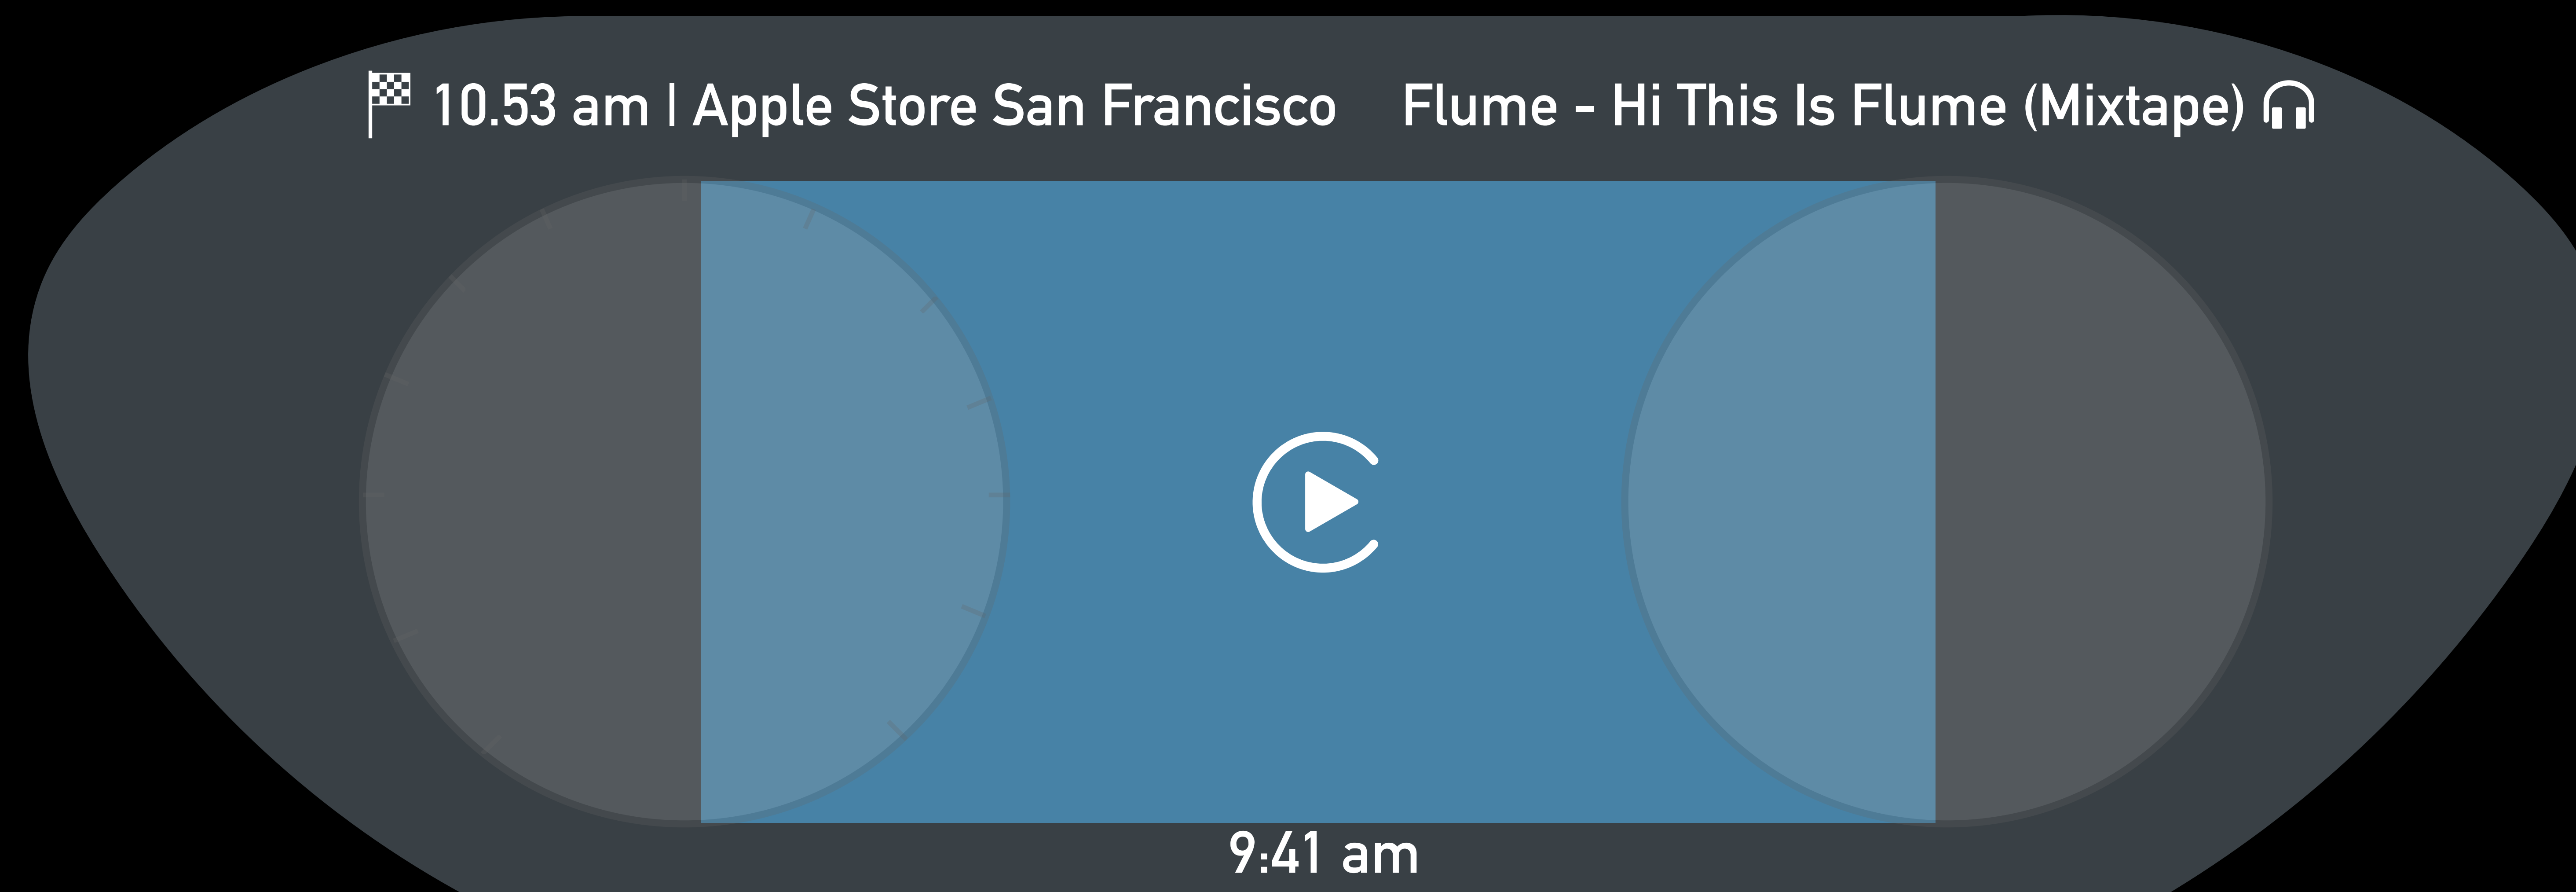 10.53 am | Apple Store San Francisco
Flume - Hi This Is Flume (Mixtape)
9:41 am